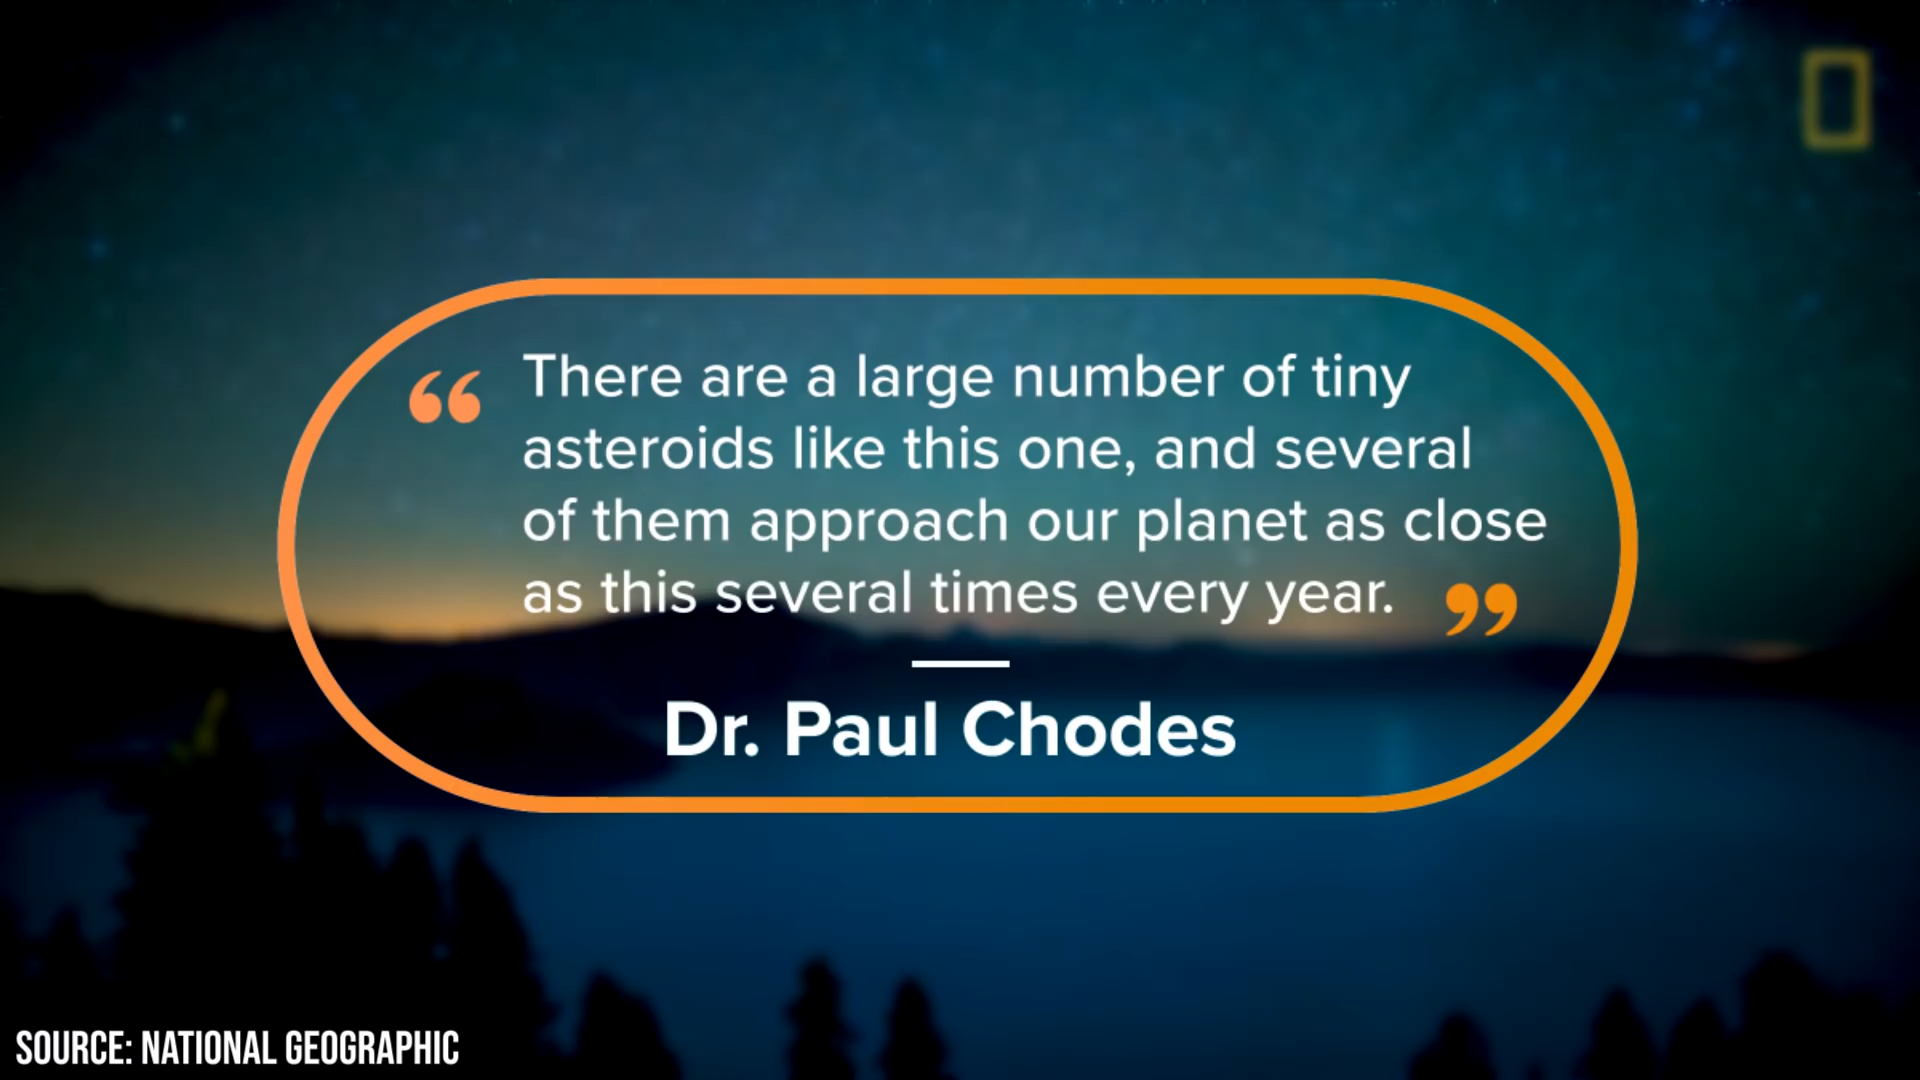 “ There are a large number of tiny
asteroids like this one, and several
of them approach our planet as close
as this several times every year. ”
Dr. Paul Chodes
SOURCE: NATIONAL GEOGRAPHIC